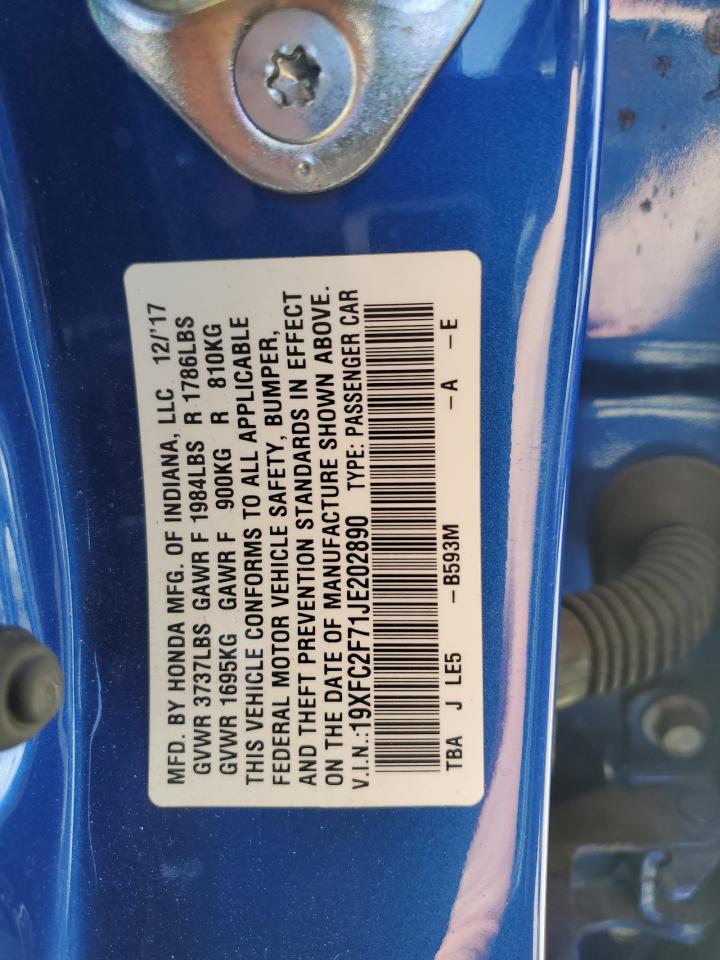 MFD. BY HONDA MFG. OF INDIANA, LLC 12/'17
GVWR 3737LBS GAWR F 1984LBS R 1786LBS
GVWR 1695KG GAWR F 900KG R 810KG
THIS VEHICLE CONFORMS TO ALL APPLICABLE
FEDERAL MOTOR VEHICLE SAFETY, BUMPER,
AND THEFT PREVENTION STANDARDS IN EFFECT
ON THE DATE OF MANUFACTURE SHOWN ABOVE.
V.I.N.:19XFC2F71JE202890 TYPE: PASSENGER CAR
TBA J LE5 –B593M –A –E